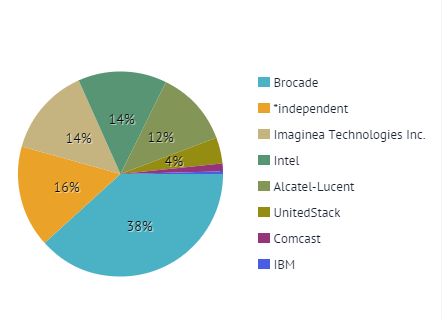 14%
14%
12%
4%
16%
38%
Brocade
*independent
Imaginea Technologies Inc.
Intel
Alcatel-Lucent
UnitedStack
Comcast
IBM